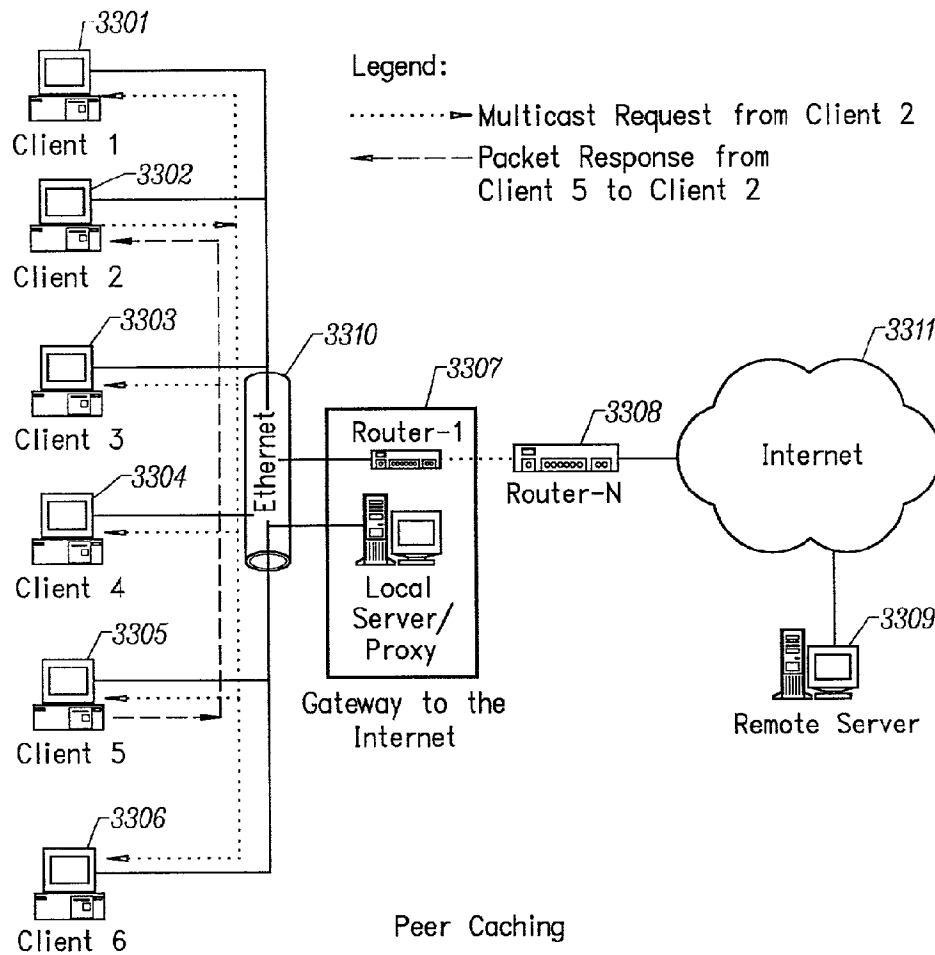 3301
Client 1
Legend:
Multicast Request from Client 2
Packet Response from
Client 5 to Client 2
3302
Client 2
3303
Client 3
3310
Ethernet
3307
Router-1
3308
Router-N
3311
Internet
3304
Client 4
Local
Server/
Proxy
Gateway to the
Internet
3309
Remote Server
3305
Client 5
3306
Client 6
Peer Caching